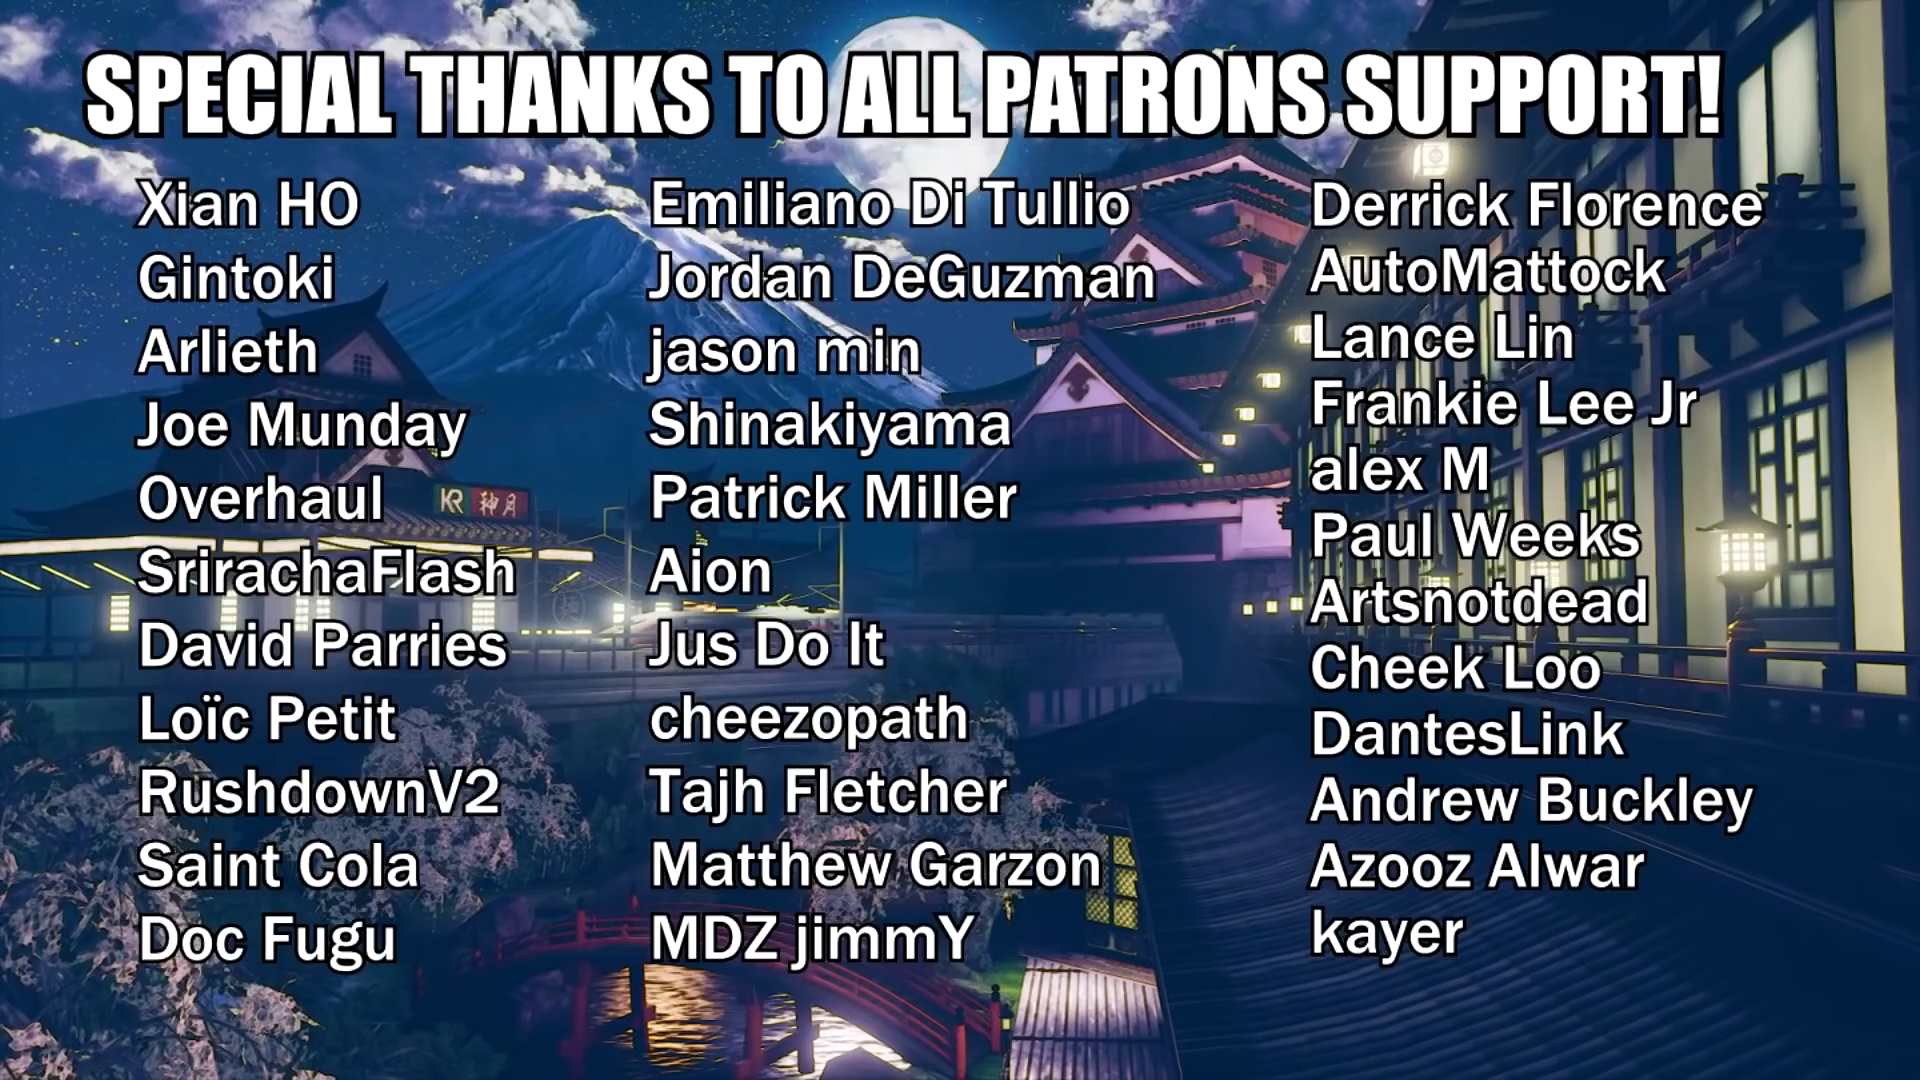 SPECIAL THANKS TO ALL PATRONS SUPPORT!
Xian HO
Gintoki
Arlieth
Joe Munday
Overhaul
SrirachaFlash
David Parries
Loïc Petit
RushdownV2
Saint Cola
Doc Fugu
Emiliano Di Tullio
Jordan DeGuzman
jason min
Shinakiyama
Patrick Miller
Aion
Jus Do It
cheezopath
Tajh Fletcher
Matthew Garzon
MDZ jimmY
Derrick Florence
AutoMattock
Lance Lin
Frankie Lee Jr
alex M
Paul Weeks
Artsnotdead
Cheek Loo
DantesLink
Andrew Buckley
Azooz Alwar
kayer
KR 神月